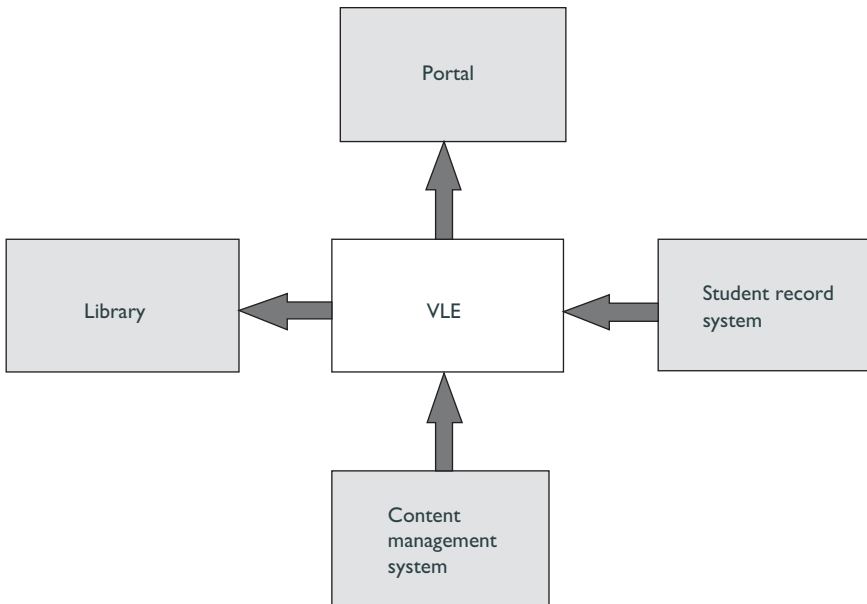 Portal
Library
VLE
Student record
system
Content
management
system